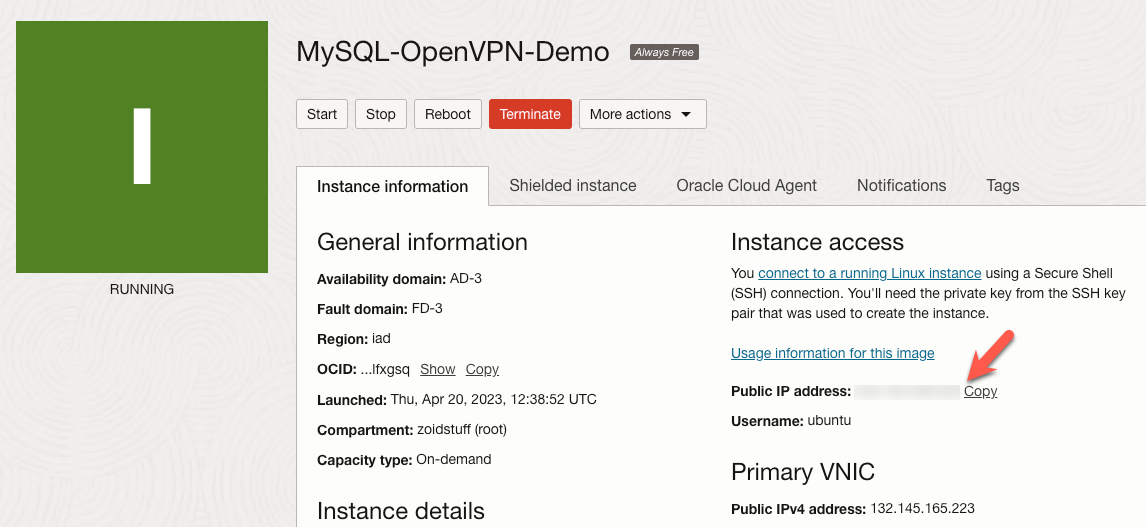 I
RUNNING
MySQL-OpenVPN-Demo Always Free
Start Stop Reboot Terminate More actions
Instance information Shielded instance Oracle Cloud Agent Notifications Tags
General information
Availability domain: AD-3
Fault domain: FD-3
Region: iad
OCID: ...lfxgsq Show Copy
Launched: Thu, Apr 20, 2023, 12:38:52 UTC
Compartment: zoidstuff (root)
Capacity type: On-demand
Instance details
Instance access
You connect to a running Linux instance using a Secure Shell
(SSH) connection. You'll need the private key from the SSH key
pair that was used to create the instance.
Usage information for this image
Public IP address: Copy
Username: ubuntu
Primary VNIC
Public IPv4 address: 132.145.165.223